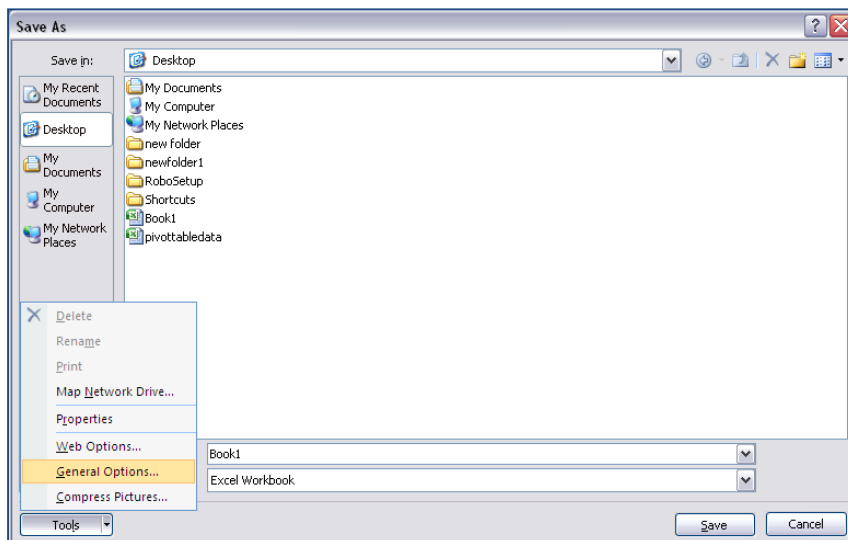 Save As
Save in:
Desktop
My Recent
Documents
Desktop
My
Documents
My
Computer
My Network
Places
My Documents
My Computer
My Network Places
new folder
newfolder1
RoboSetup
Shortcuts
Book1
pivottabledata
Delete
Rename
Print
Map Network Drive...
Properties
Web Options...
General Options...
Compress Pictures...
Book1
Excel Workbook
Tools
Save
Cancel